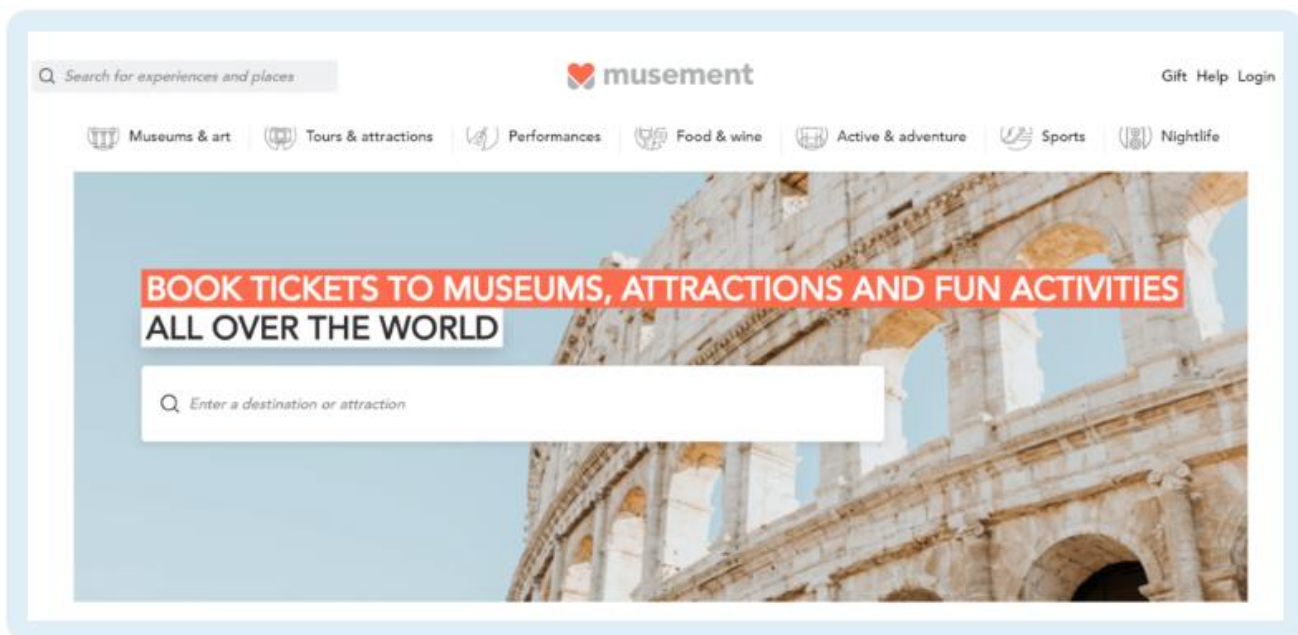 Search for experiences and places
musement
Gift Help Login
Museums & art Tours & attractions Performances Food & wine Active & adventure Sports Nightlife
BOOK TICKETS TO MUSEUMS, ATTRACTIONS AND FUN ACTIVITIES
ALL OVER THE WORLD
Enter a destination or attraction